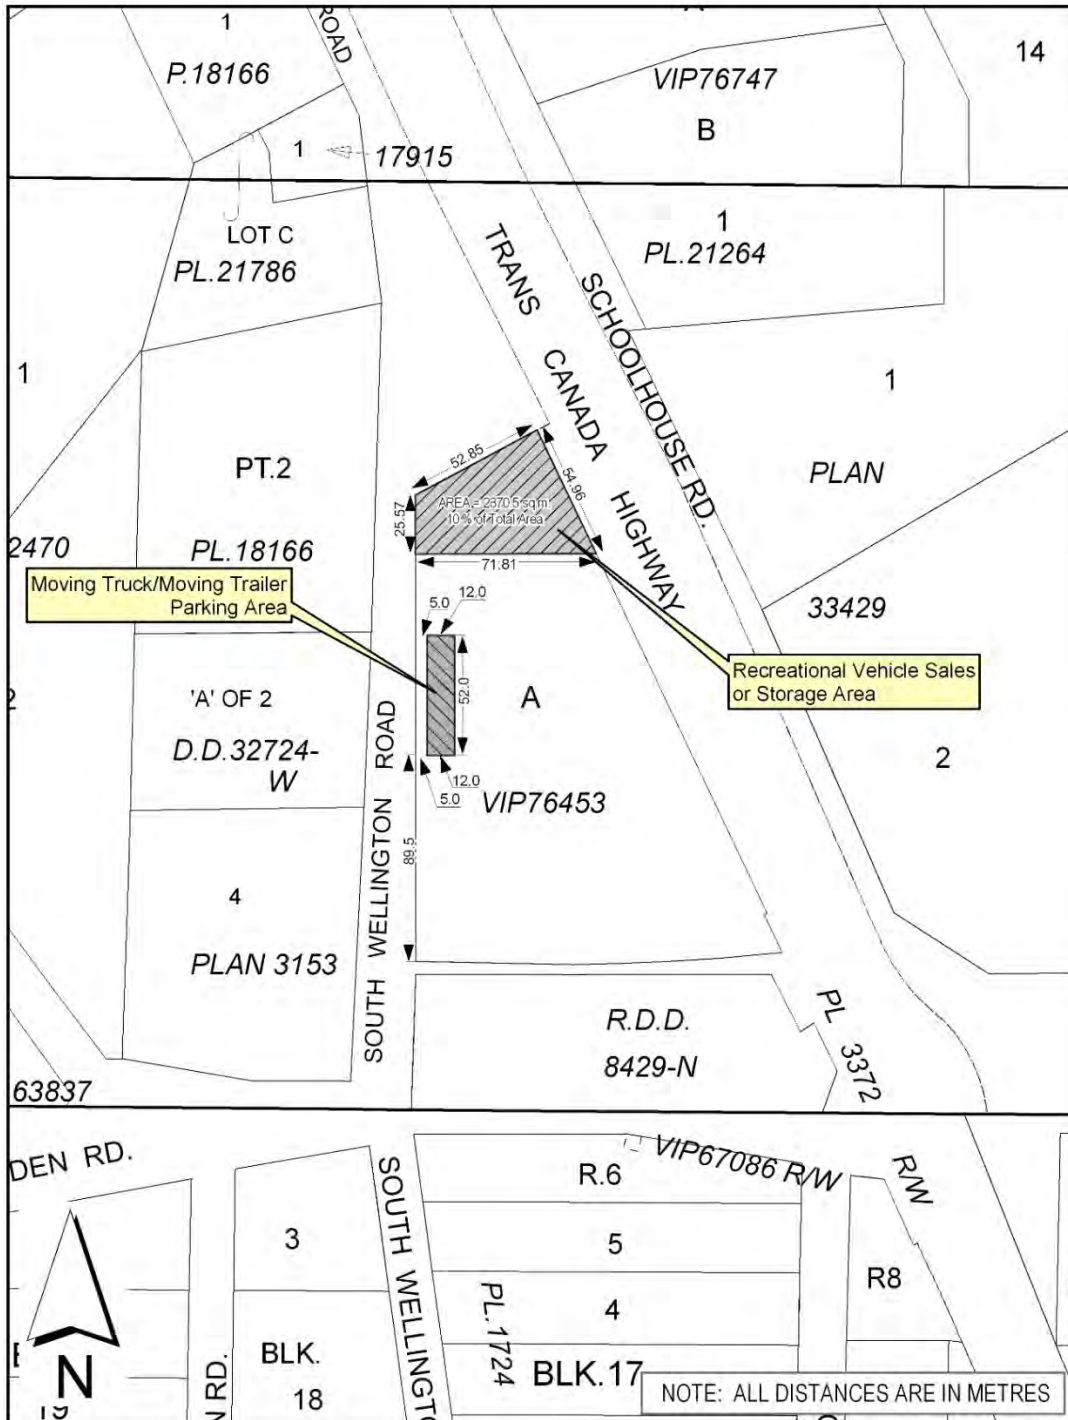 1
P.18166
ROAD
VIP76747
B
14
1
17915
LOT C
PL.21786
TRANS CANADA HIGHWAY
SCHOOLHOUSE RD.
1
PL.21264
1
1
PLAN
33429
PT.2
PL.18166
2470
52.85
54.96
25.57
AREA = 2370.5 sq.m.
10 % of Total Area
71.81
Moving Truck/Moving Trailer
Parking Area
5.0
12.0
52.0
Recreational Vehicle Sales
or Storage Area
A
VIP76453
'A' OF 2
D.D.32724-
W
2
12.0
5.0
89.5
SOUTH WELLINGTON ROAD
4
PLAN 3153
R.D.D.
8429-N
PL 3372
63837
DEN RD.
SOUTH WELLINGTO
VIP67086 R/W
R/W
R.6
3
5
R8
4
PL.1724
BLK.
18
BLK.17
N RD.
N
NOTE: ALL DISTANCES ARE IN METRES